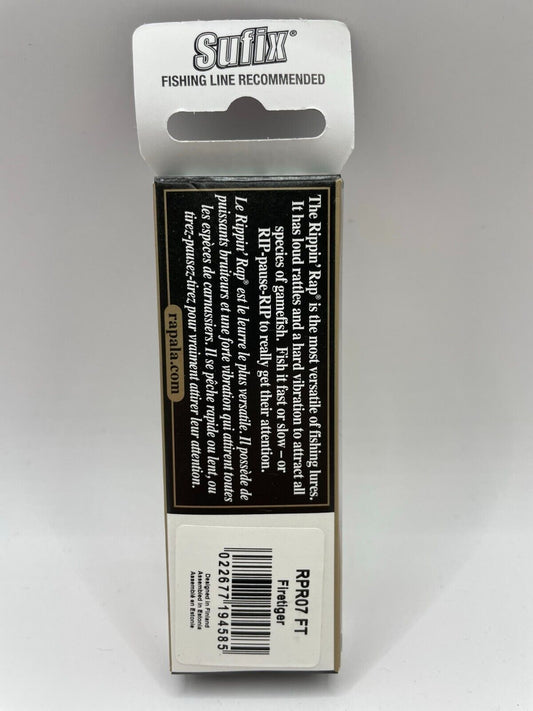 Sufix®
FISHING LINE RECOMMENDED
The Rippin' Rap® is the most versatile of fishing lures.
It has loud rattles and a hard vibration to attract all
species of gamefish. Fish it fast or slow – or
RIP-pause-RIP to really get their attention.
Le Rippin' Rap® est le leurre le plus versatile. Il possède de
puissants bruiteurs et une forte vibration qui attirent toutes
les espèces de carnassiers. Il se pêche rapide ou lent, ou
tirez-pausez-tirez pour vraiment attirer leur attention.
rapala.com
RPR07 FT
Firetiger
022677 194585
Designed in Finland
Assembled in Estonia
Assemblé en Estonie